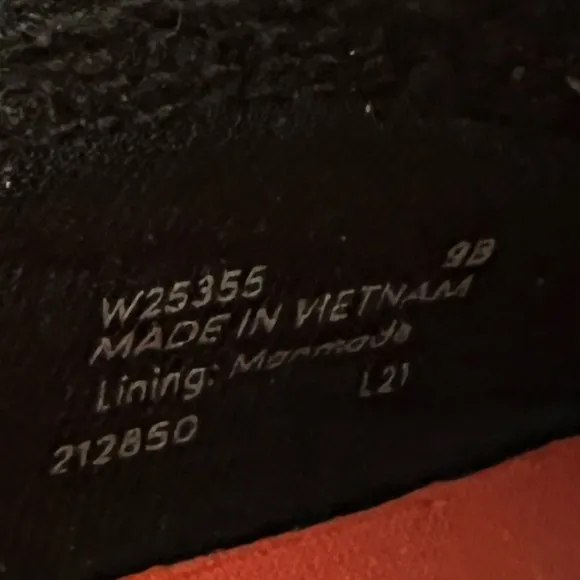 W25355 9B
MADE IN VIETNAM
Lining: Manmade
L21
212850